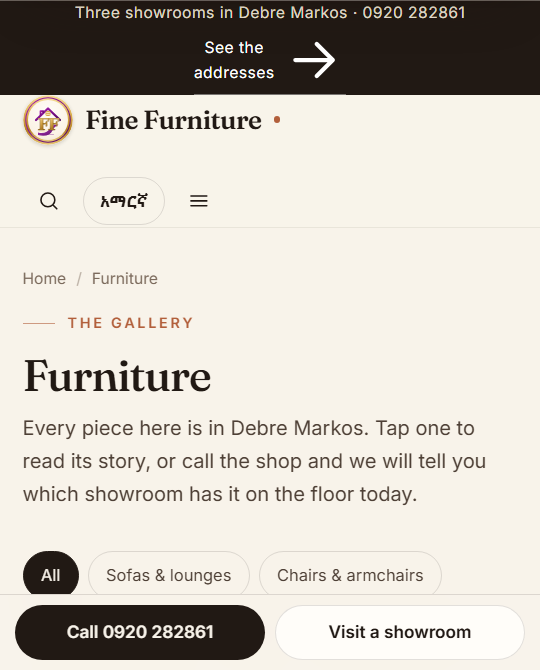 Three showrooms in Debre Markos · 0920 282861
See the
addresses
FF
Fine Furniture
አማርኛ
Home / Furniture
THE GALLERY
Furniture
Every piece here is in Debre Markos. Tap one to
read its story, or call the shop and we will tell you
which showroom has it on the floor today.
All
Sofas & lounges
Chairs & armchairs
Call 0920 282861
Visit a showroom